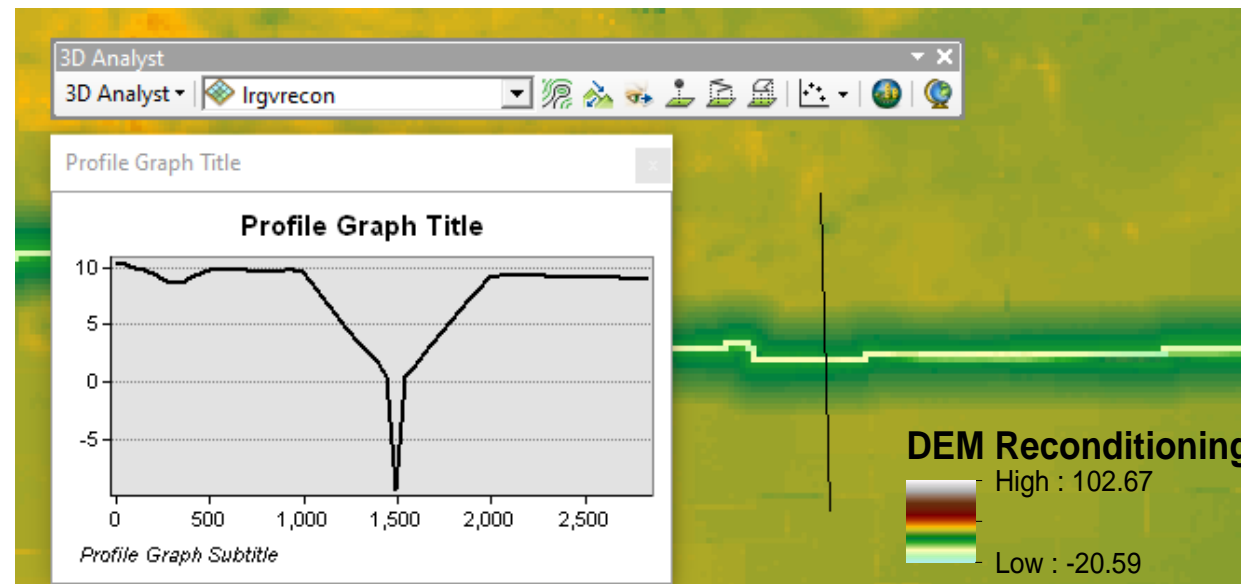 3D Analyst
3D Analyst lrgvrecon
Profile Graph Title
Profile Graph Title
10
5
0
-5
0 500 1,000 1,500 2,000 2,500
Profile Graph Subtitle
DEM Reconditioning
High : 102.67
Low : -20.59